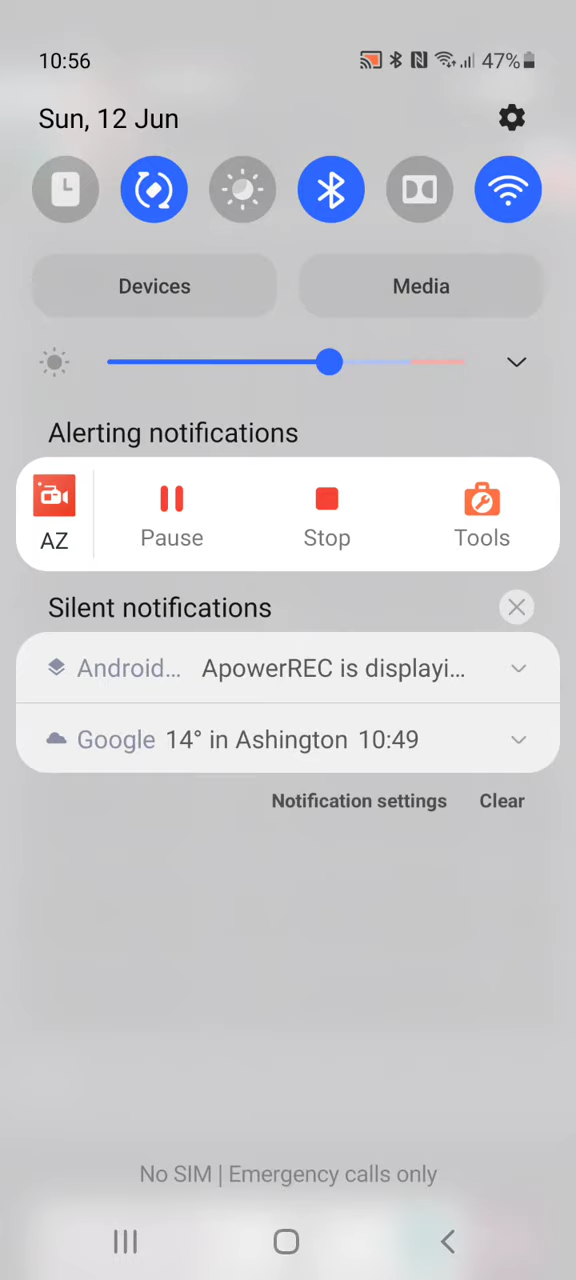 10:56 47%
Sun, 12 Jun
Devices Media
Alerting notifications
AZ Pause Stop Tools
Silent notifications
Android... ApowerREC is displayi...
Google 14° in Ashington 10:49
Notification settings Clear
No SIM | Emergency calls only